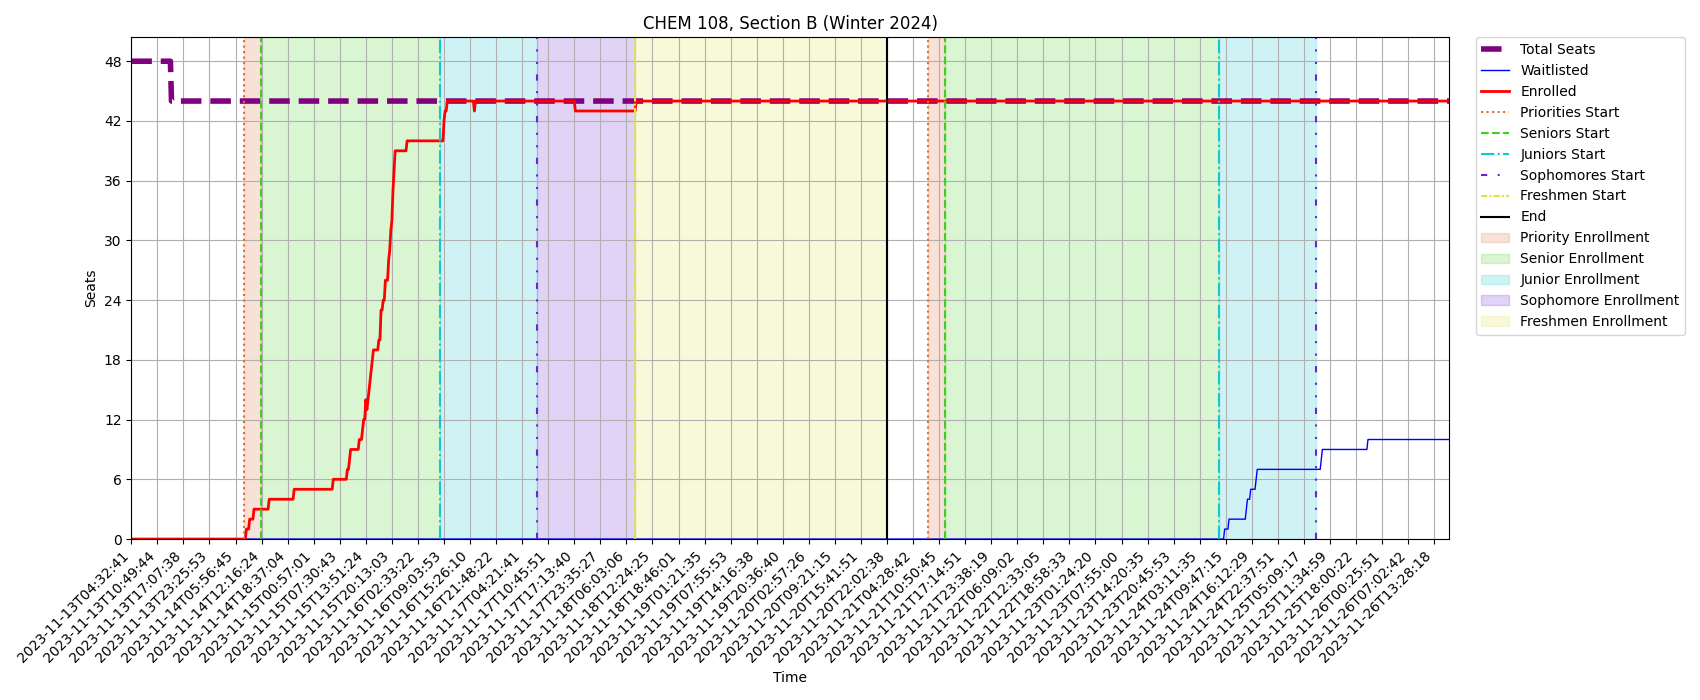 CHEM 108, Section B (Winter 2024)
48
42
36
30
24
18
12
6
0
Seats
2023-11-13T04:32:41
2023-11-13T10:49:44
2023-11-13T17:07:38
2023-11-13T23:25:53
2023-11-14T05:56:45
2023-11-14T12:16:24
2023-11-14T18:37:04
2023-11-15T00:57:01
2023-11-15T07:30:43
2023-11-15T13:51:24
2023-11-15T20:13:03
2023-11-16T02:33:22
2023-11-16T09:03:53
2023-11-16T15:26:10
2023-11-16T21:48:22
2023-11-17T04:21:41
2023-11-17T10:45:51
2023-11-17T17:13:40
2023-11-17T23:35:27
2023-11-18T06:03:06
2023-11-18T12:24:25
2023-11-18T18:46:01
2023-11-19T01:21:35
2023-11-19T07:55:53
2023-11-19T14:16:38
2023-11-19T20:36:40
2023-11-20T02:57:26
2023-11-20T09:21:15
2023-11-20T15:41:51
2023-11-20T22:02:38
2023-11-21T04:28:42
2023-11-21T10:50:45
2023-11-21T17:14:51
2023-11-21T23:38:19
2023-11-22T06:09:02
2023-11-22T12:33:05
2023-11-22T18:58:33
2023-11-23T01:24:20
2023-11-23T07:55:00
2023-11-23T14:20:35
2023-11-23T20:45:53
2023-11-24T03:11:35
2023-11-24T09:47:15
2023-11-24T16:12:29
2023-11-24T22:37:51
2023-11-25T05:09:17
2023-11-25T11:34:59
2023-11-25T18:00:22
2023-11-26T00:25:51
2023-11-26T07:02:42
2023-11-26T13:28:18
Time
Total Seats
Waitlisted
Enrolled
Priorities Start
Seniors Start
Juniors Start
Sophomores Start
Freshmen Start
End
Priority Enrollment
Senior Enrollment
Junior Enrollment
Sophomore Enrollment
Freshmen Enrollment